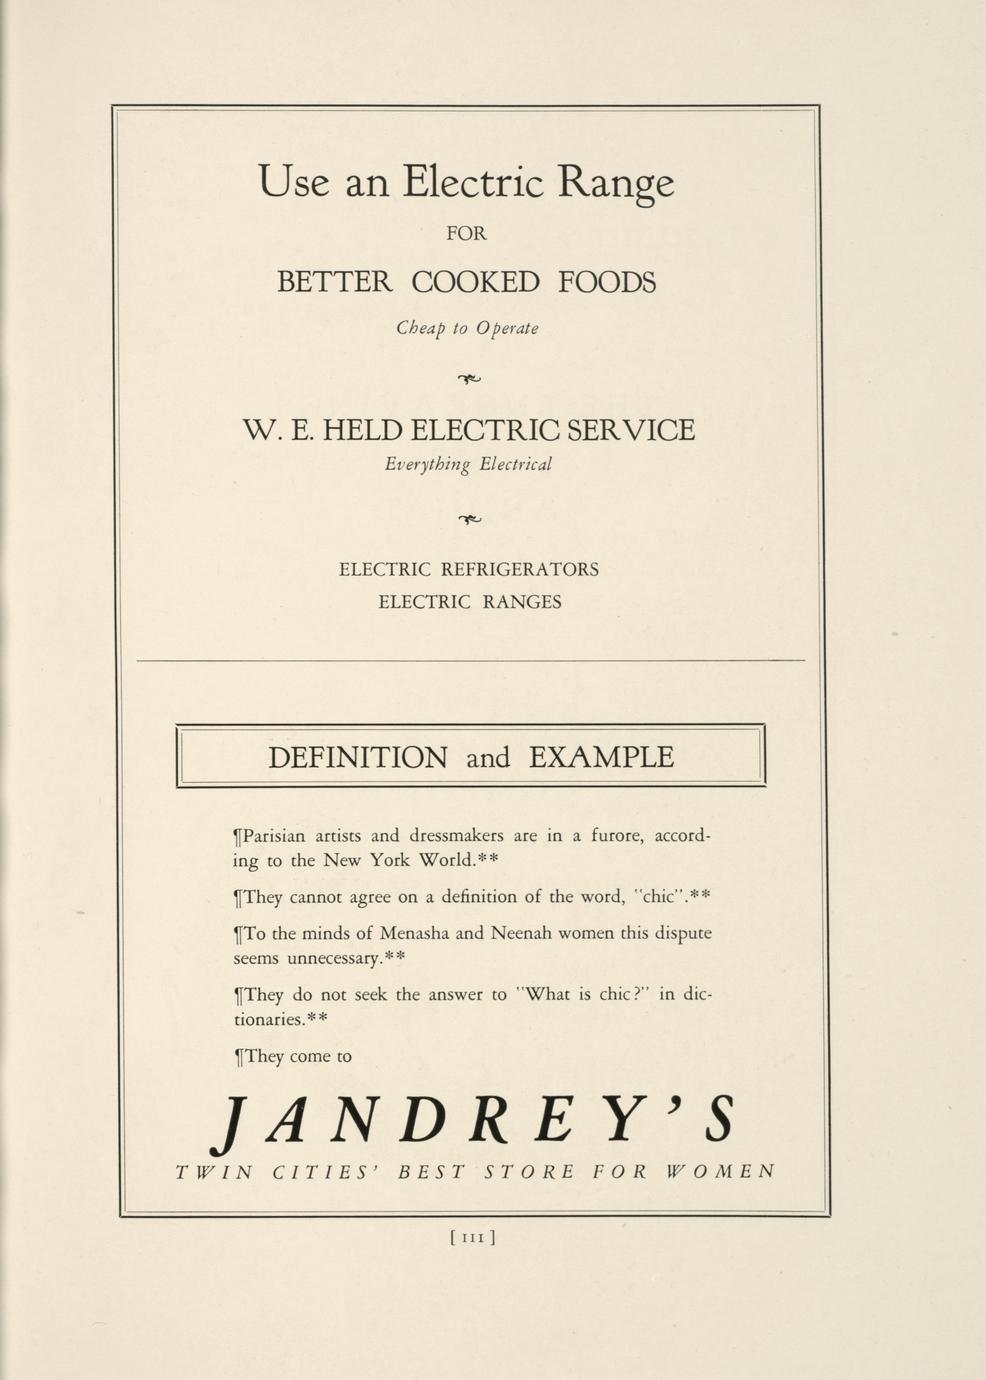 Use an Electric Range
FOR
BETTER COOKED FOODS
Cheap to Operate
W. E. HELD ELECTRIC SERVICE
Everything Electrical
ELECTRIC REFRIGERATORS
ELECTRIC RANGES
DEFINITION and EXAMPLE
¶Parisian artists and dressmakers are in a furore, accord-
ing to the New York World.**
¶They cannot agree on a definition of the word, "chic".**
¶To the minds of Menasha and Neenah women this dispute
seems unnecessary.**
¶They do not seek the answer to "What is chic?" in dic-
tionaries.**
¶They come to
JANDREY'S
TWIN CITIES' BEST STORE FOR WOMEN
[ 111 ]